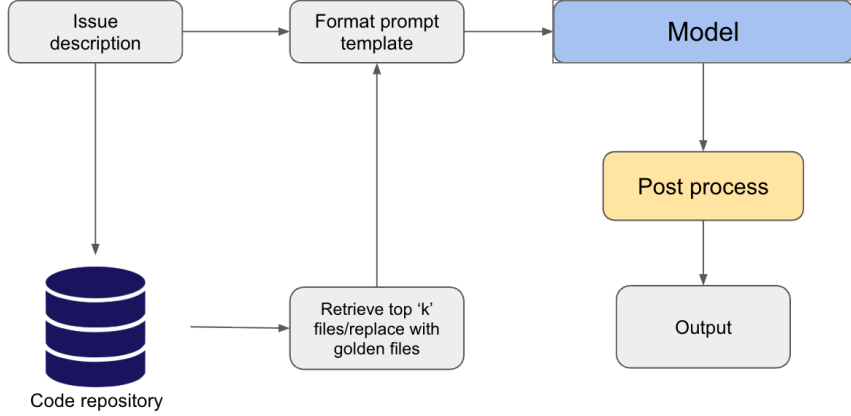 Issue
description
Format prompt
template
Model
Post process
Retrieve top ‘k’
files/replace with
golden files
Output
Code repository